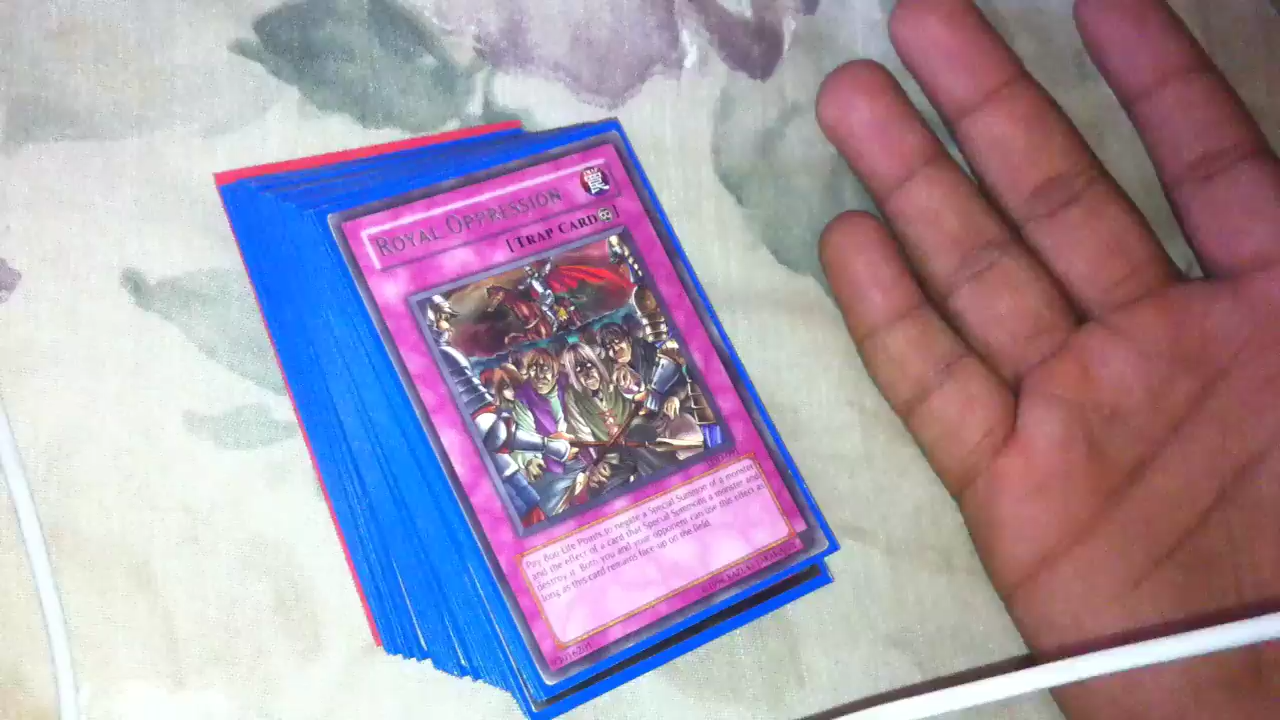 ROYAL OPPRESSION
[TRAP CARD]
Pay 800 Life Points to negate a Special Summon of a monster
and the effect of a card that Special Summons a monster and
destroy it. Both you and your opponent can use this effect as
long as this card remains face up on the field.